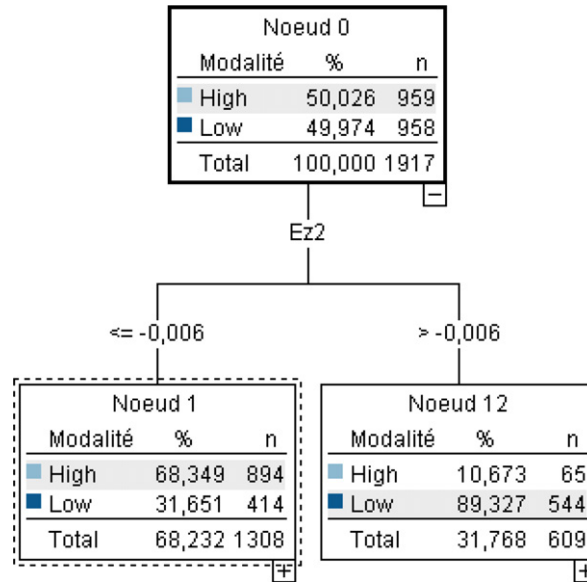 Noeud 0
Modalité % n
High 50,026 959
Low 49,974 958
Total 100,000 1917
Ez2
<= -0,006
> -0,006
Noeud 1
Modalité % n
High 68,349 894
Low 31,651 414
Total 68,232 1308
Noeud 12
Modalité % n
High 10,673 65
Low 89,327 544
Total 31,768 609